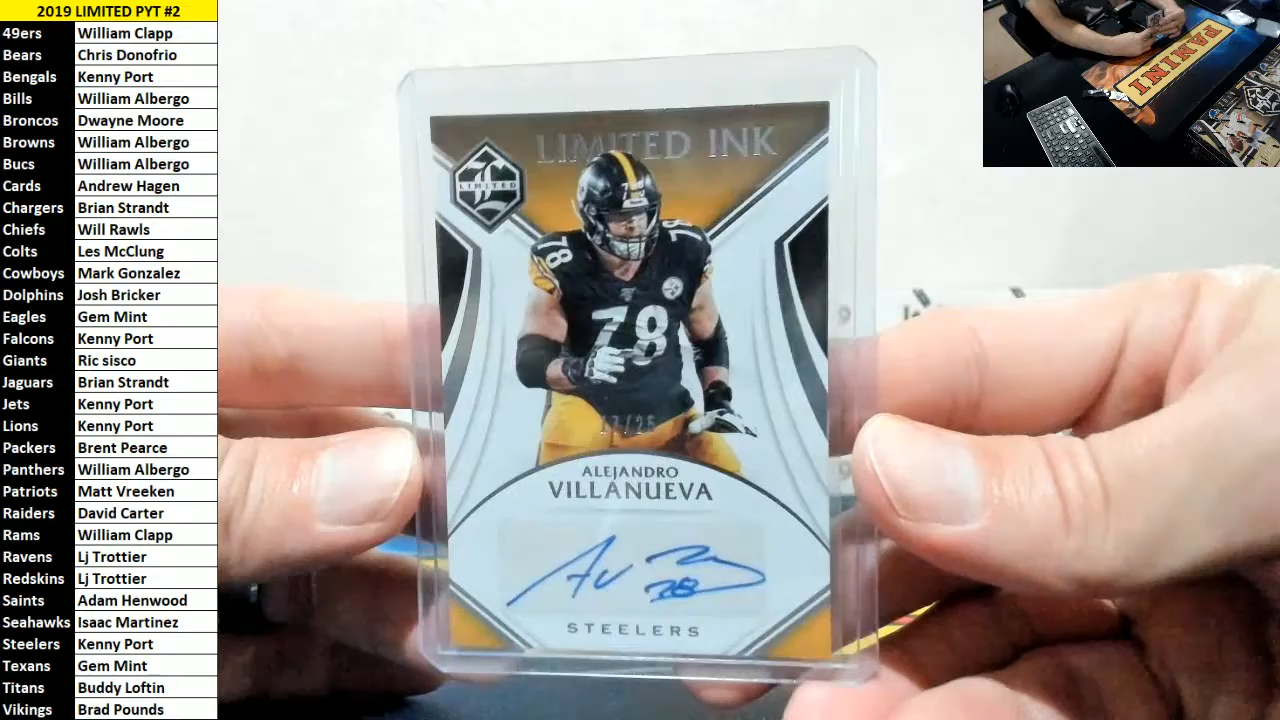 2019 LIMITED PYT #2
49ers William Clapp
Bears Chris Donofrio
Bengals Kenny Port
Bills William Albergo
Broncos Dwayne Moore
Browns William Albergo
Bucs William Albergo
Cards Andrew Hagen
Chargers Brian Strandt
Chiefs Will Rawls
Colts Les McClung
Cowboys Mark Gonzalez
Dolphins Josh Bricker
Eagles Gem Mint
Falcons Kenny Port
Giants Ric sisco
Jaguars Brian Strandt
Jets Kenny Port
Lions Kenny Port
Packers Brent Pearce
Panthers William Albergo
Patriots Matt Vreeken
Raiders David Carter
Rams William Clapp
Ravens Lj Trottier
Redskins Lj Trottier
Saints Adam Henwood
Seahawks Isaac Martinez
Steelers Kenny Port
Texans Gem Mint
Titans Buddy Loftin
Vikings Brad Pounds
LIMITED INK
LIMITED
78
78
78
17/25
ALEJANDRO
VILLANUEVA
78
STEELERS
PANINI